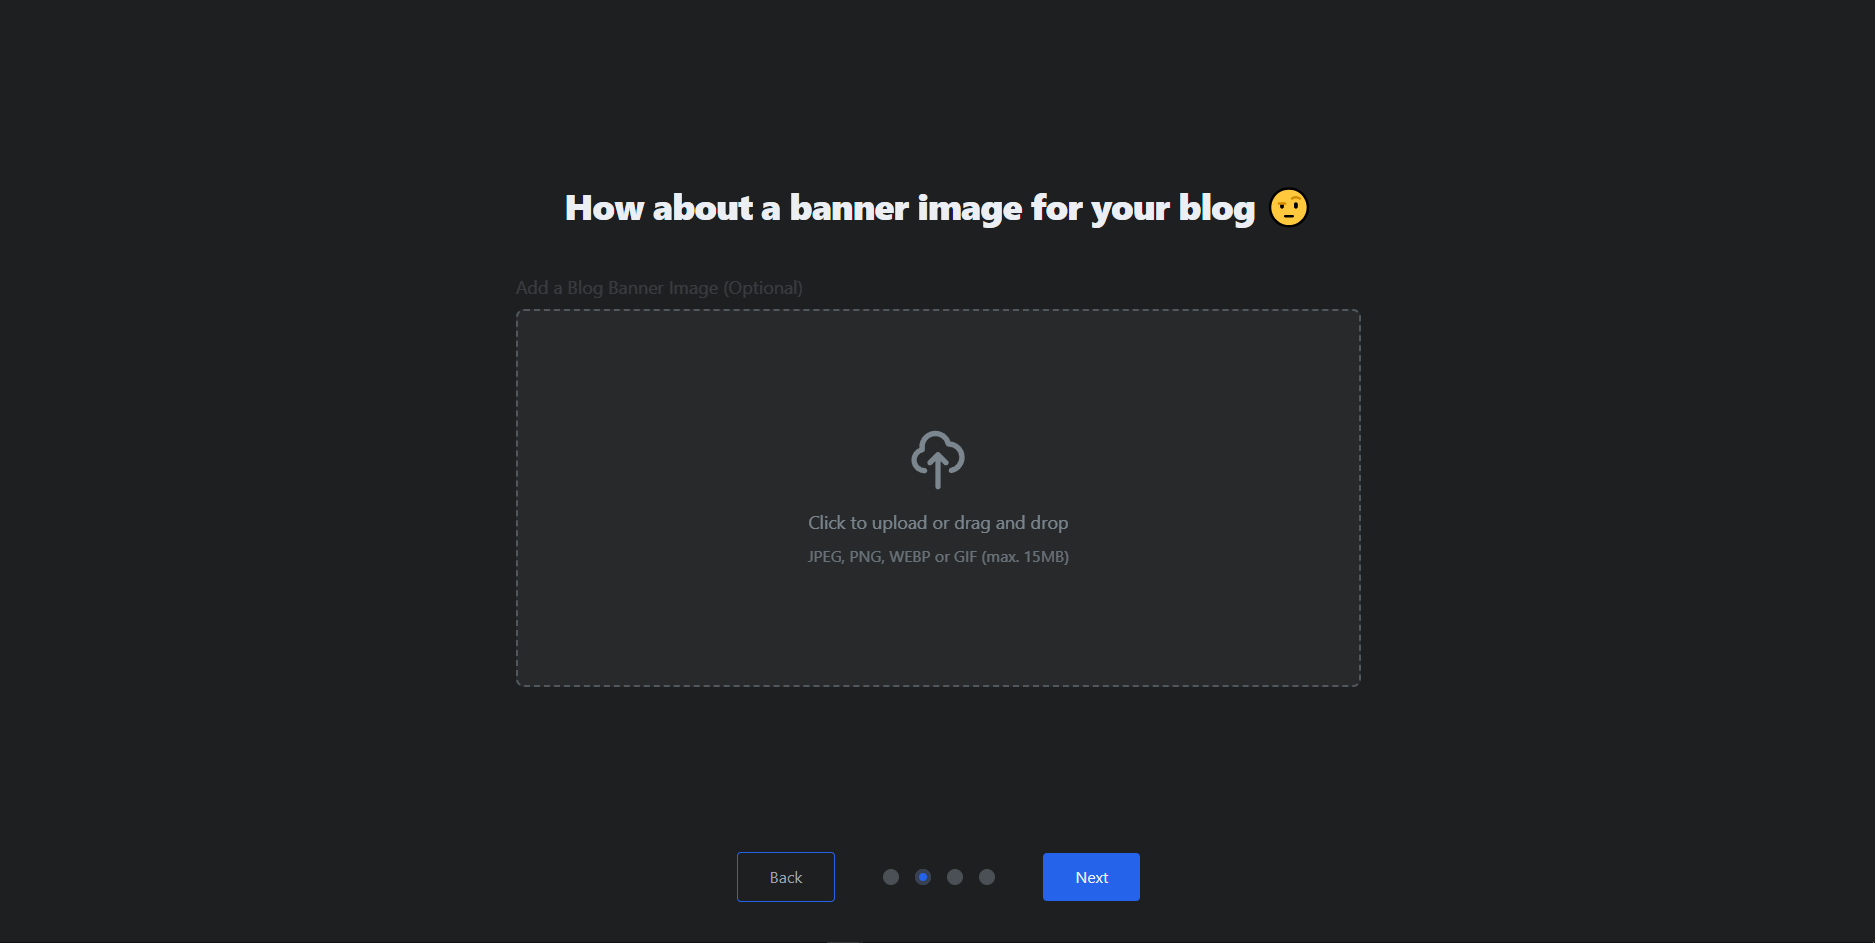 How about a banner image for your blog 🤨
Add a Blog Banner Image (Optional)
Click to upload or drag and drop
JPEG, PNG, WEBP or GIF (max. 15MB)
Back
Next